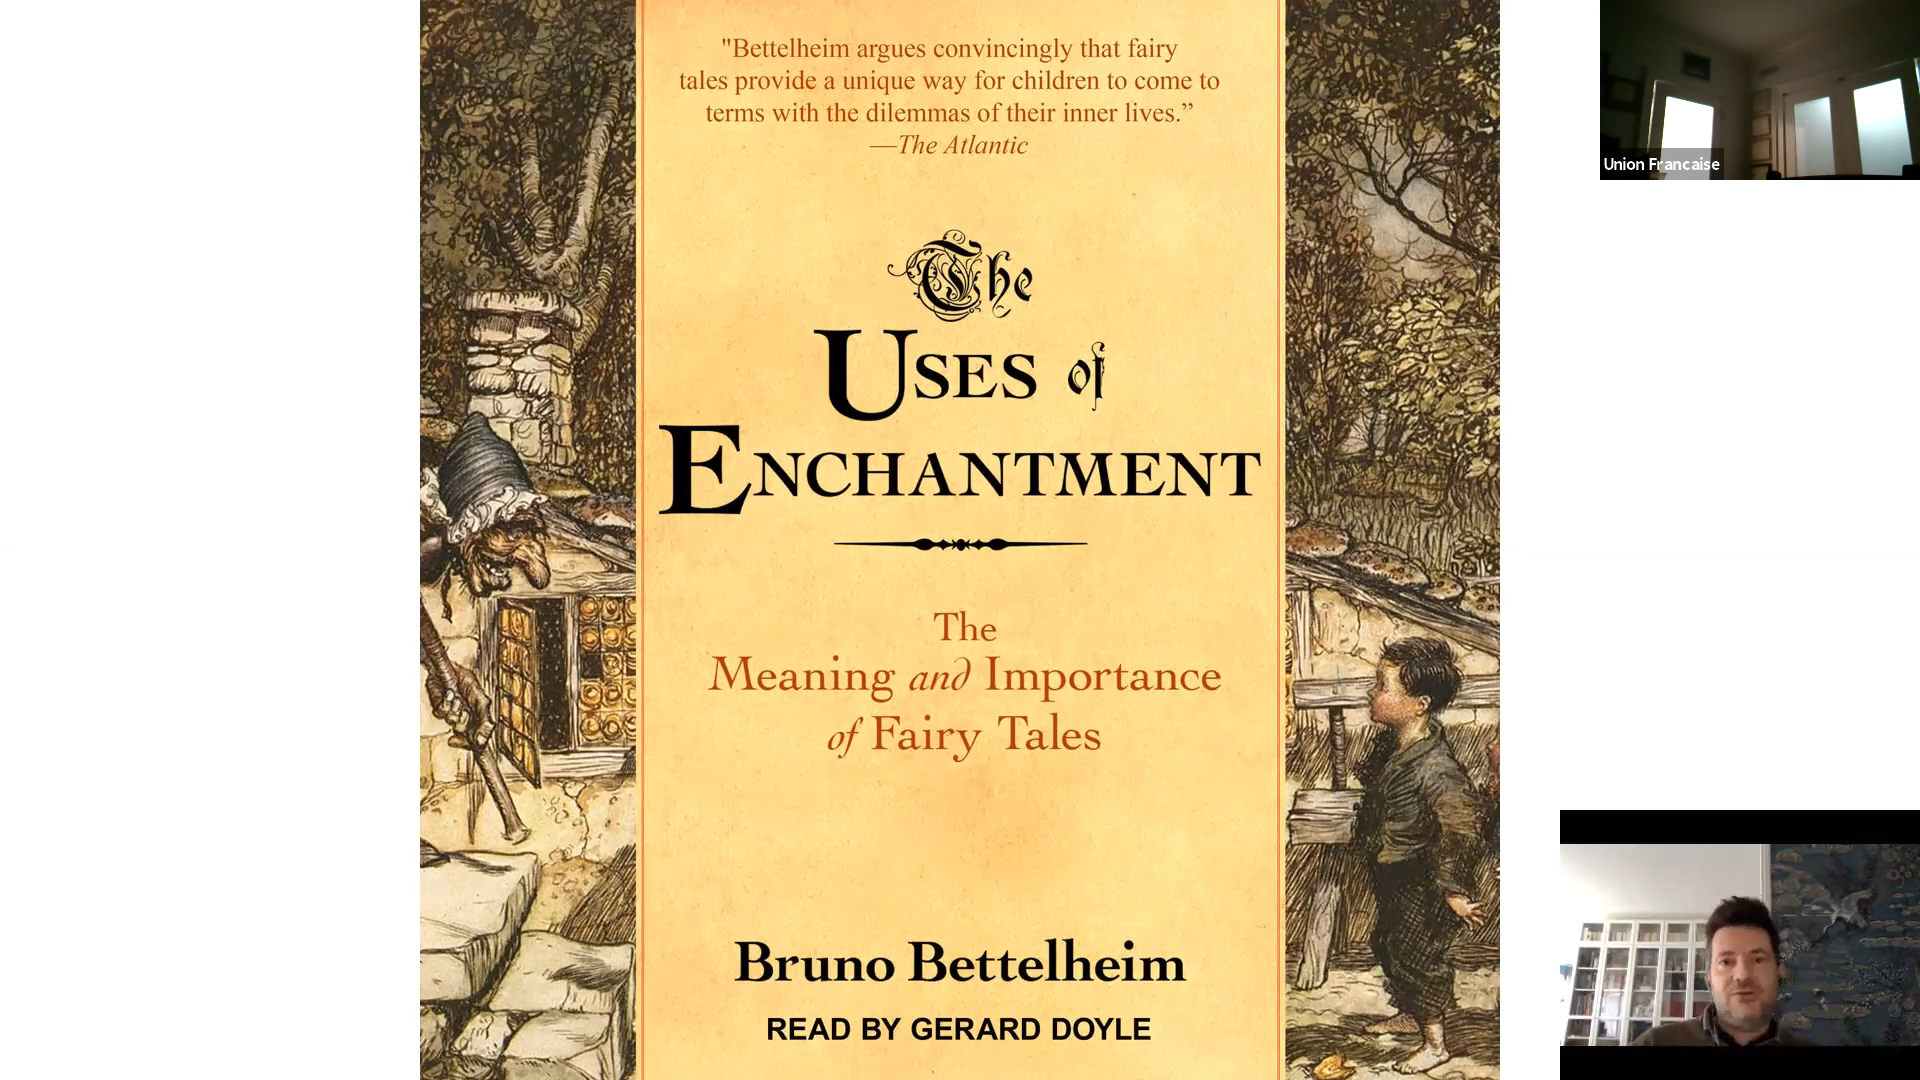 "Bettelheim argues convincingly that fairy
tales provide a unique way for children to come to
terms with the dilemmas of their inner lives.”
—The Atlantic
The
USES of
ENCHANTMENT
The
Meaning and Importance
of Fairy Tales
Bruno Bettelheim
READ BY GERARD DOYLE
Union Francaise